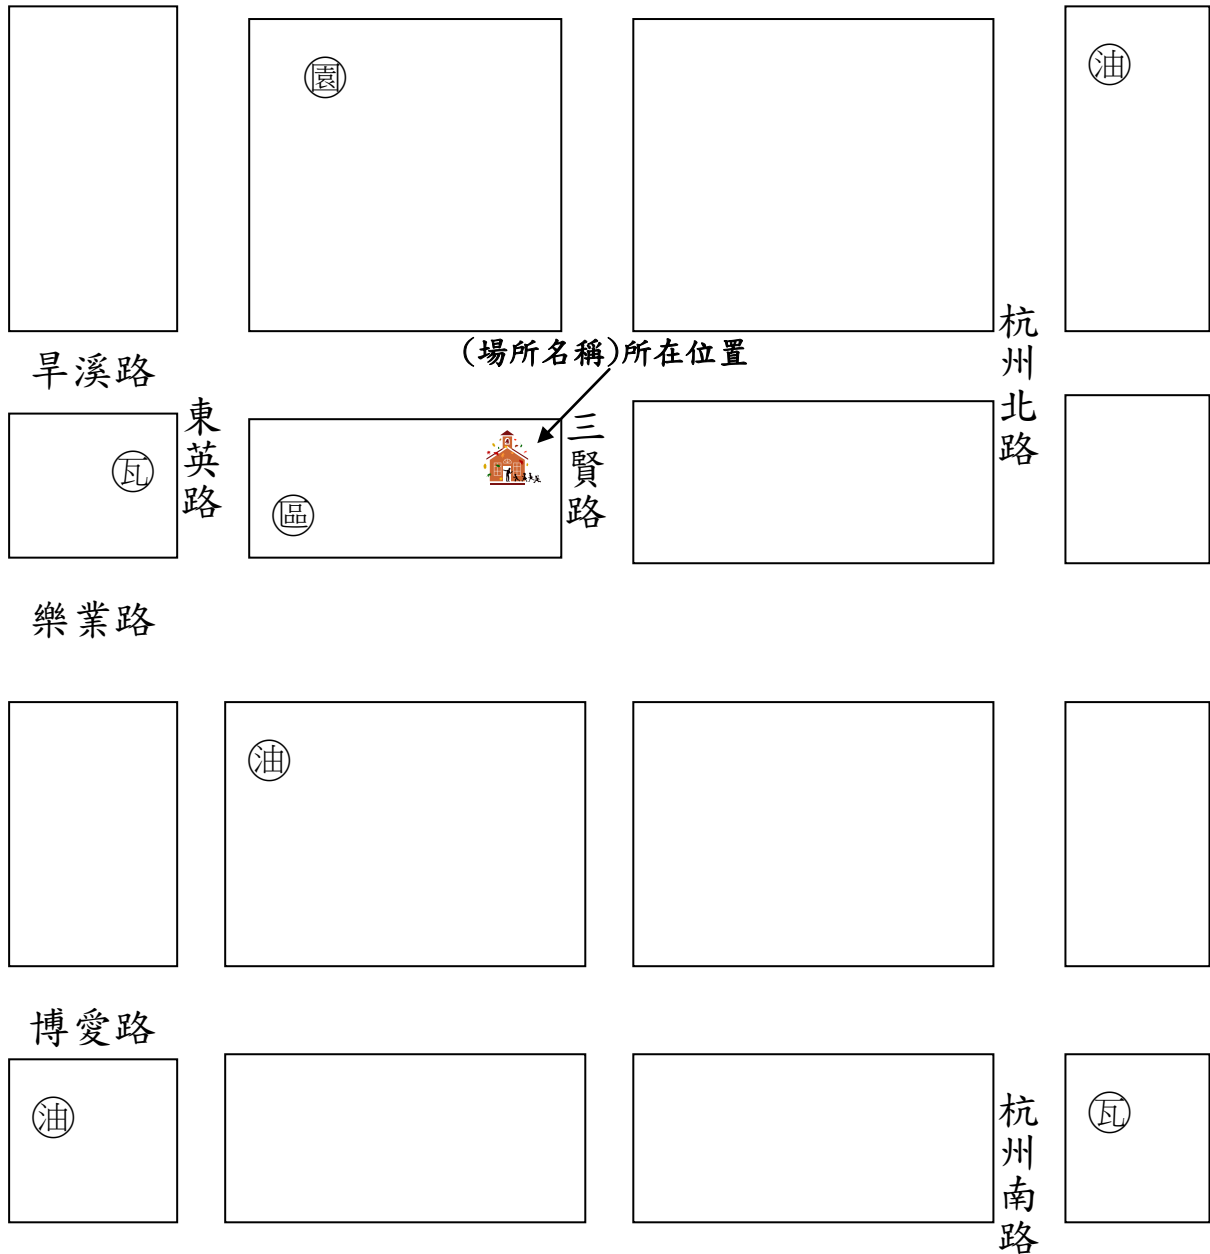 園
油
(場所名稱)所在位置
旱溪路
杭州北路
東英路
三賢路
瓦
區
樂業路
油
博愛路
油
杭州南路
瓦